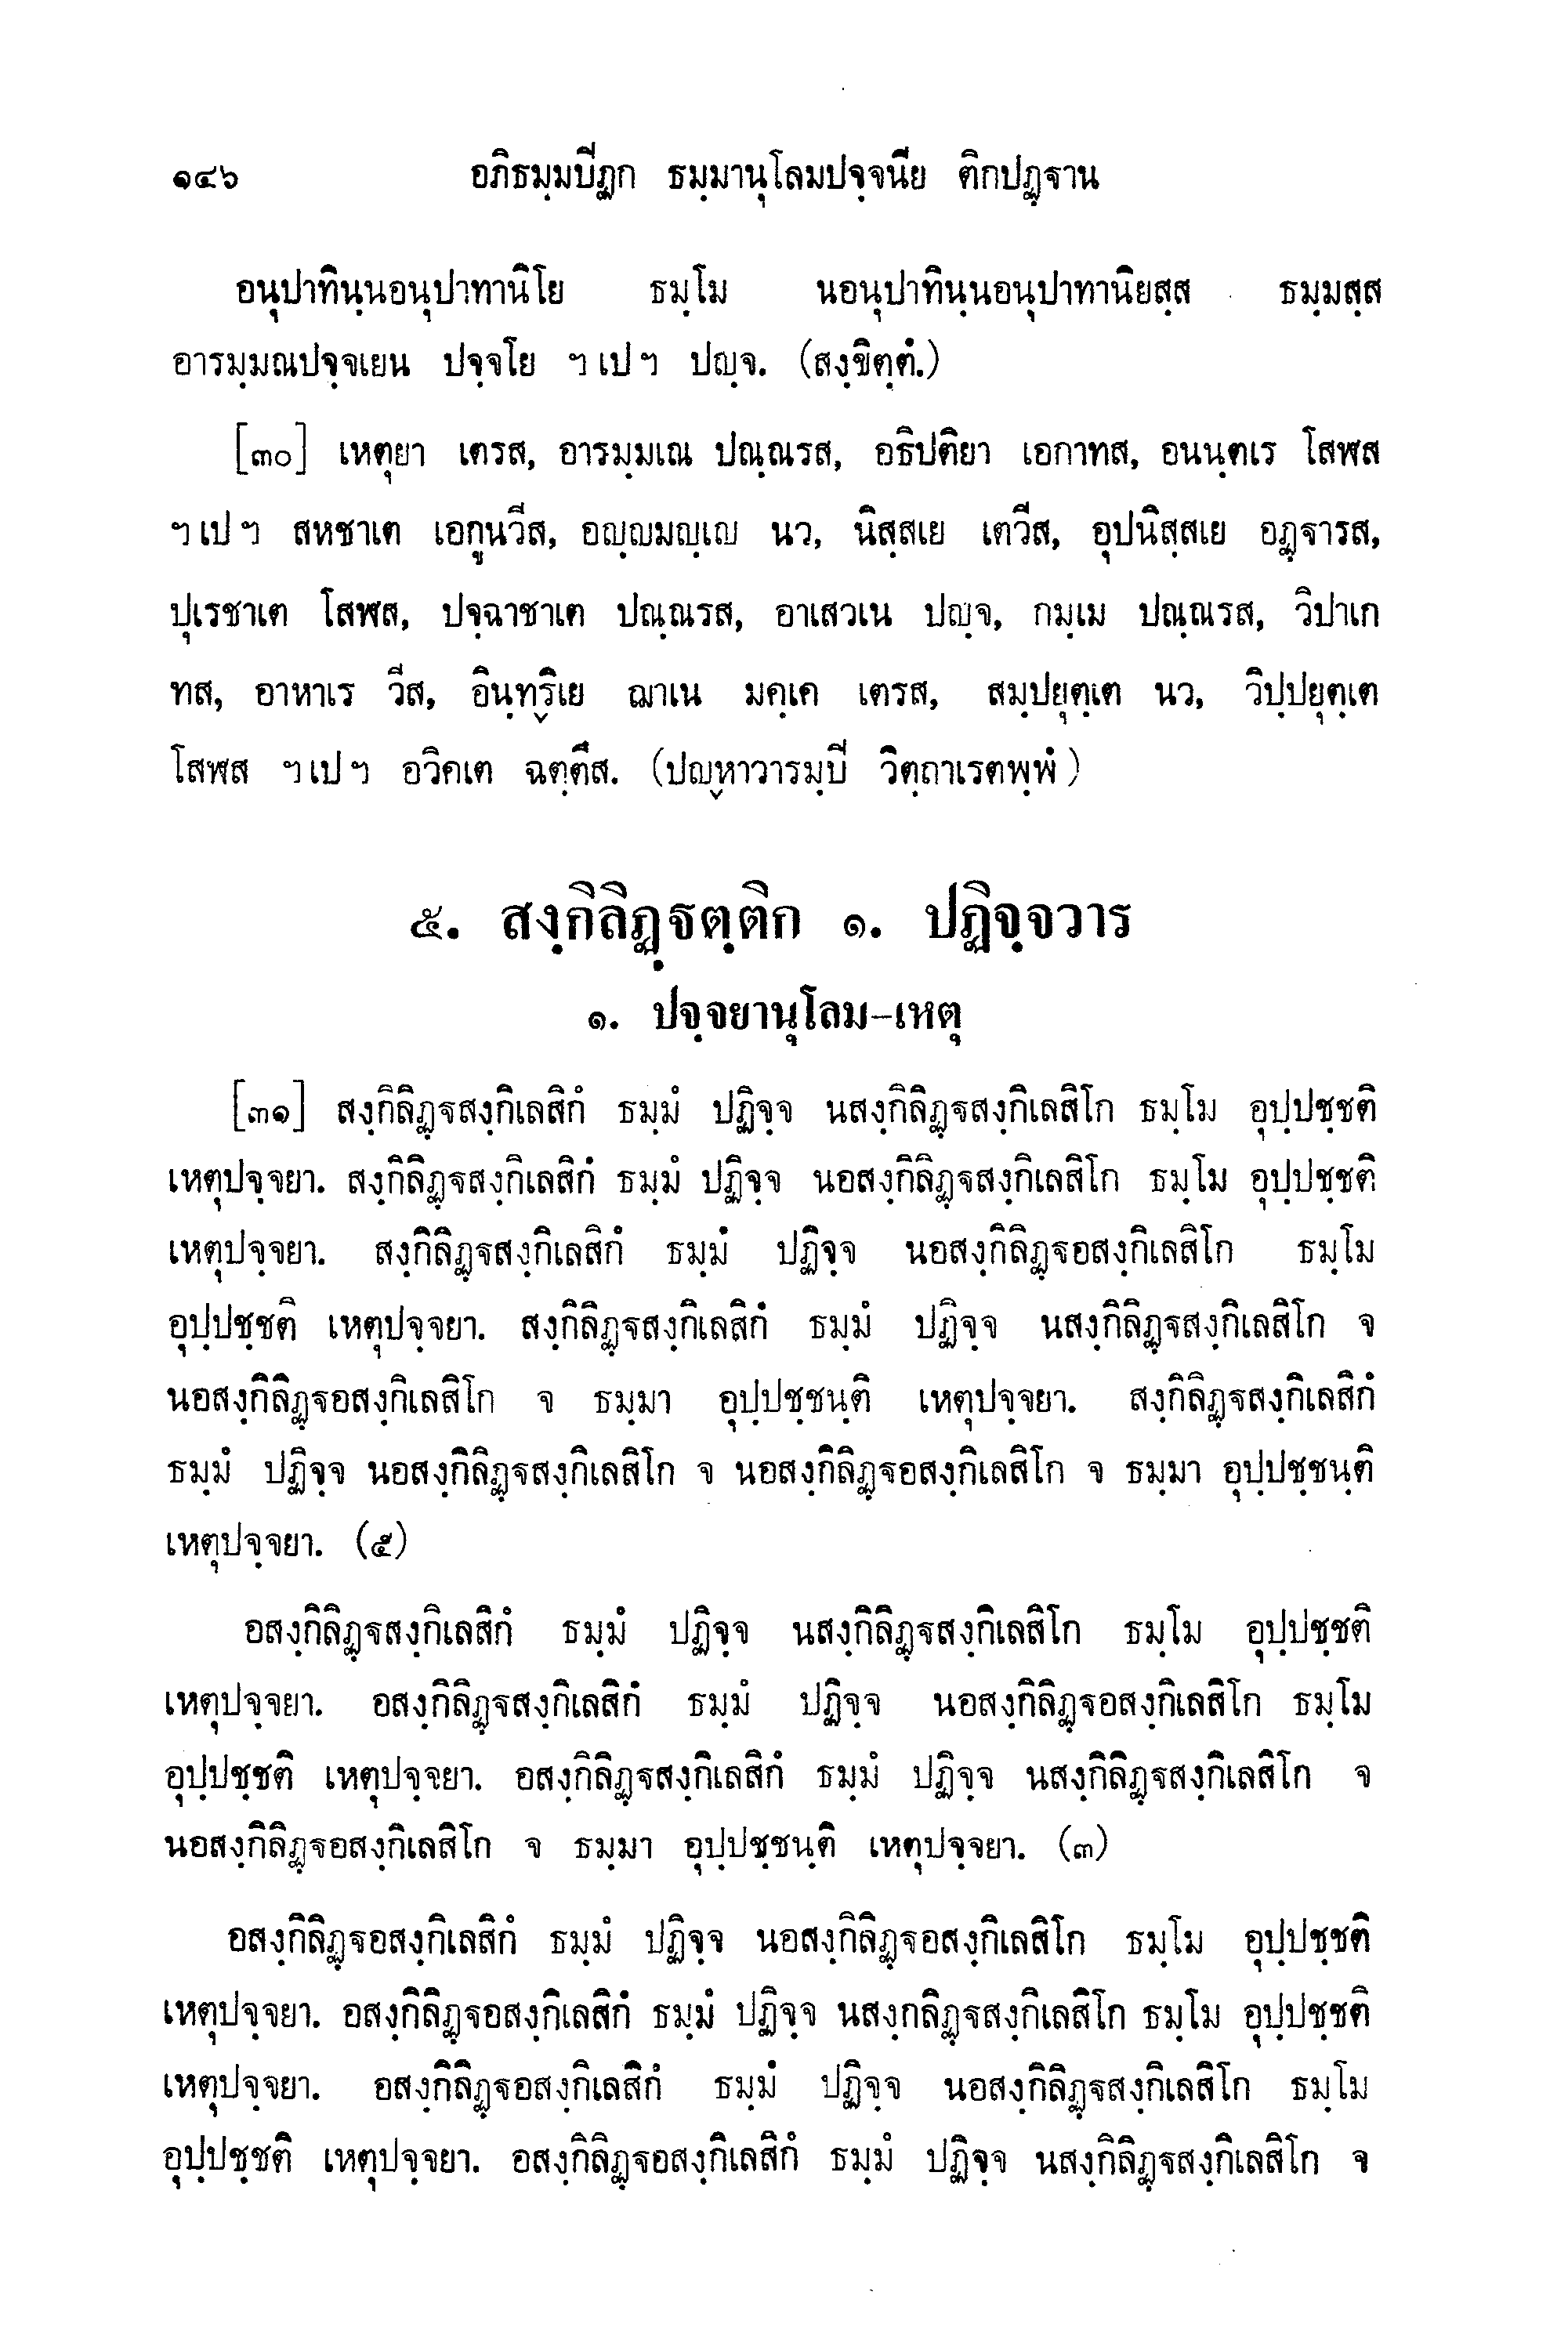 ๑๔๖ อภิธมฺมปีฏก ธมฺมานุโลมปจฺจนีย ติกปฏฺฐาน
อนุปาทินฺนอนุปาทานิโย ธมฺโม นอนุปาทินฺนอนุปาทานิยสฺส ธมฺมสฺส
อารมฺมณปจฺจเยน ปจฺจโย ฯ เป ฯ ปญฺจ. (สงฺขิตฺตํ.)
[๓๐] เหตุยา เตรส, อารมฺมเณ ปณฺณรส, อธิปติยา เอกาทส, อนนฺตเร โสฬส
ฯ เป ฯ สหชาเต เอกูนวีส, อญฺญมญฺเญ นว, นิสฺสเย เตวีส, อุปนิสฺสเย อฏฺฐารส,
ปุเรชาเต โสฬส, ปจฺฉาชาเต ปณฺณรส, อาเสวเน ปญฺจ, กมฺเม ปณฺณรส, วิปาเก
ทส, อาหาเร วีส, อินฺทฺริเย ฌาเน มคฺเค เตรส, สมฺปยุตฺเต นว, วิปฺปยุตฺเต
โสฬส ฯ เป ฯ อวิคเต ฉตฺตึส. (ปญฺหาวารมฺปี วิตฺถาเรตพฺพํ)
๕. สงฺกิลิฏฺฐตฺติก ๑. ปฏิจฺจวาร
๑. ปจฺจยานุโลม-เหตุ
[๓๑] สงฺกิลิฏฺฐสงฺกิเลสิกํ ธมฺมํ ปฏิจฺจ นสงฺกิลิฏฺฐสงฺกิเลสิโก ธมฺโม อุปฺปชฺชติ
เหตุปจฺจยา. สงฺกิลิฏฺฐสงฺกิเลสิกํ ธมฺมํ ปฏิจฺจ นอสงฺกิลิฏฺฐสงฺกิเลสิโก ธมฺโม อุปฺปชฺชติ
เหตุปจฺจยา. สงฺกิลิฏฺฐสงฺกิเลสิกํ ธมฺมํ ปฏิจฺจ นอสงฺกิลิฏฺฐอสงฺกิเลสิโก ธมฺโม
อุปฺปชฺชติ เหตุปจฺจยา. สงฺกิลิฏฺฐสงฺกิเลสิกํ ธมฺมํ ปฏิจฺจ นสงฺกิลิฏฺฐสงฺกิเลสิโก จ
นอสงฺกิลิฏฺฐอสงฺกิเลสิโก จ ธมฺมา อุปฺปชฺชนฺติ เหตุปจฺจยา. สงฺกิลิฏฺฐสงฺกิเลสิกํ
ธมฺมํ ปฏิจฺจ นอสงฺกิลิฏฺฐสงฺกิเลสิโก จ นอสงฺกิลิฏฺฐอสงฺกิเลสิโก จ ธมฺมา อุปฺปชฺชนฺติ
เหตุปจฺจยา. (๕)
อสงฺกิลิฏฺฐสงฺกิเลสิกํ ธมฺมํ ปฏิจฺจ นสงฺกิลิฏฺฐสงฺกิเลสิโก ธมฺโม อุปฺปชฺชติ
เหตุปจฺจยา. อสงฺกิลิฏฺฐสงฺกิเลสิกํ ธมฺมํ ปฏิจฺจ นอสงฺกิลิฏฺฐอสงฺกิเลสิโก ธมฺโม
อุปฺปชฺชติ เหตุปจฺจยา. อสงฺกิลิฏฺฐสงฺกิเลสิกํ ธมฺมํ ปฏิจฺจ นสงฺกิลิฏฺฐสงฺกิเลสิโก จ
นอสงฺกิลิฏฺฐอสงฺกิเลสิโก จ ธมฺมา อุปฺปชฺชนฺติ เหตุปจฺจยา. (๓)
อสงฺกิลิฏฺฐอสงฺกิเลสิกํ ธมฺมํ ปฏิจฺจ นอสงฺกิลิฏฺฐอสงฺกิเลสิโก ธมฺโม อุปฺปชฺชติ
เหตุปจฺจยา. อสงฺกิลิฏฺฐอสงฺกิเลสิกํ ธมฺมํ ปฏิจฺจ นสงฺกลิฏฺฐสงฺกิเลสิโก ธมฺโม อุปฺปชฺชติ
เหตุปจฺจยา. อสงฺกิลิฏฺฐอสงฺกิเลสิกํ ธมฺมํ ปฏิจฺจ นอสงฺกิลิฏฺฐสงฺกิเลสิโก ธมฺโม
อุปฺปชฺชติ เหตุปจฺจยา. อสงฺกิลิฏฺฐอสงฺกิเลสิกํ ธมฺมํ ปฏิจฺจ นสงฺกิลิฏฺฐสงฺกิเลสิโก จ